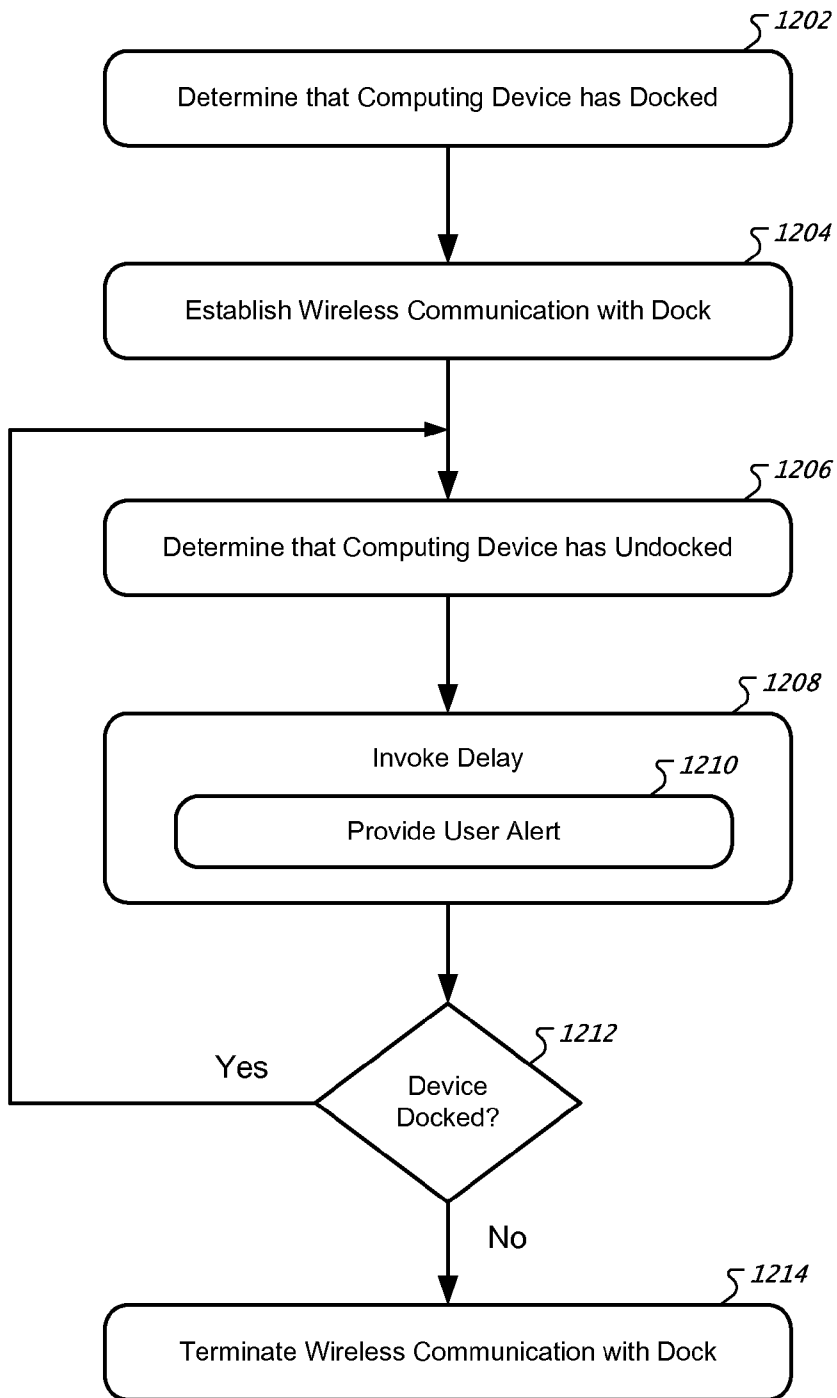 1202
Determine that Computing Device has Docked
1204
Establish Wireless Communication with Dock
1206
Determine that Computing Device has Undocked
1208
Invoke Delay
1210
Provide User Alert
1212
Yes
Device
Docked?
No
1214
Terminate Wireless Communication with Dock